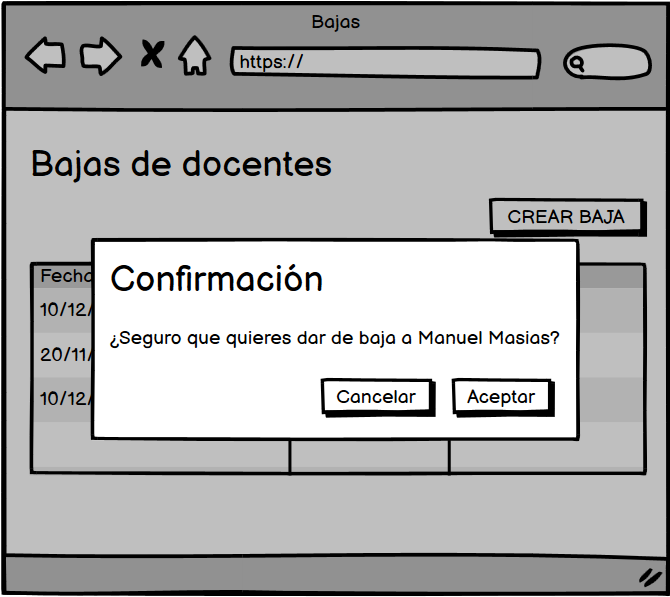 Bajas
https://
Bajas de docentes
CREAR BAJA
Fecha
10/12/
20/11/
10/12/
Confirmación
¿Seguro que quieres dar de baja a Manuel Masias?
Cancelar
Aceptar